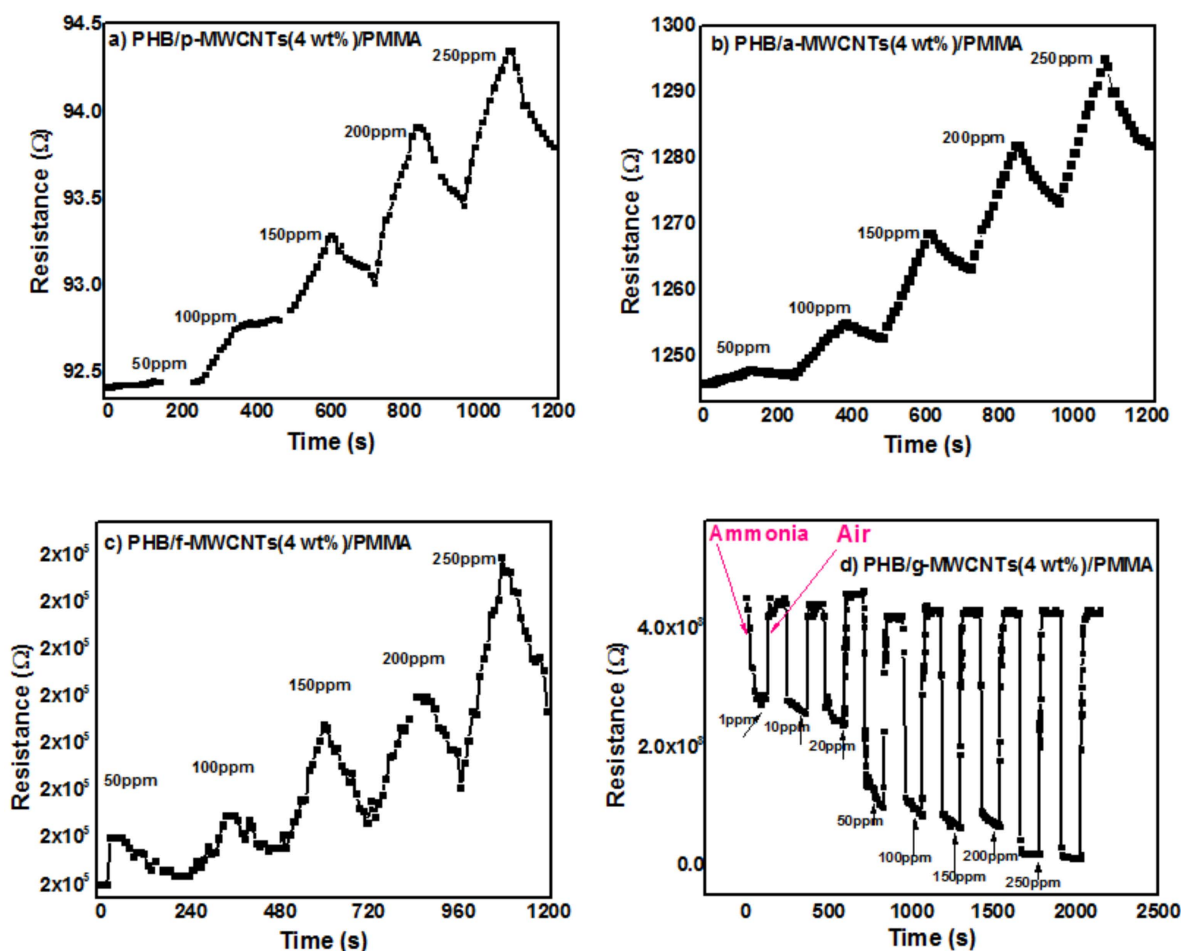 a) PHB/p-MWCNTs(4 wt%)/PMMA
94.5
94.0
93.5
93.0
92.5
Resistance (Ω)
50ppm
100ppm
150ppm
200ppm
250ppm
0 200 400 600 800 1000 1200
Time (s)
b) PHB/a-MWCNTs(4 wt%)/PMMA
1300
1290
1280
1270
1260
1250
Resistance (Ω)
50ppm
100ppm
150ppm
200ppm
250ppm
0 200 400 600 800 1000 1200
Time (s)
c) PHB/f-MWCNTs(4 wt%)/PMMA
2x10⁵
2x10⁵
2x10⁵
2x10⁵
2x10⁵
2x10⁵
2x10⁵
2x10⁵
Resistance (Ω)
50ppm
100ppm
150ppm
200ppm
250ppm
0 240 480 720 960 1200
Time (s)
Ammonia Air
d) PHB/g-MWCNTs(4 wt%)/PMMA
4.0x10⁸
2.0x10⁸
0.0
Resistance (Ω)
1ppm
10ppm
20ppm
50ppm
100ppm
150ppm
200ppm
250ppm
0 500 1000 1500 2000 2500
Time (s)